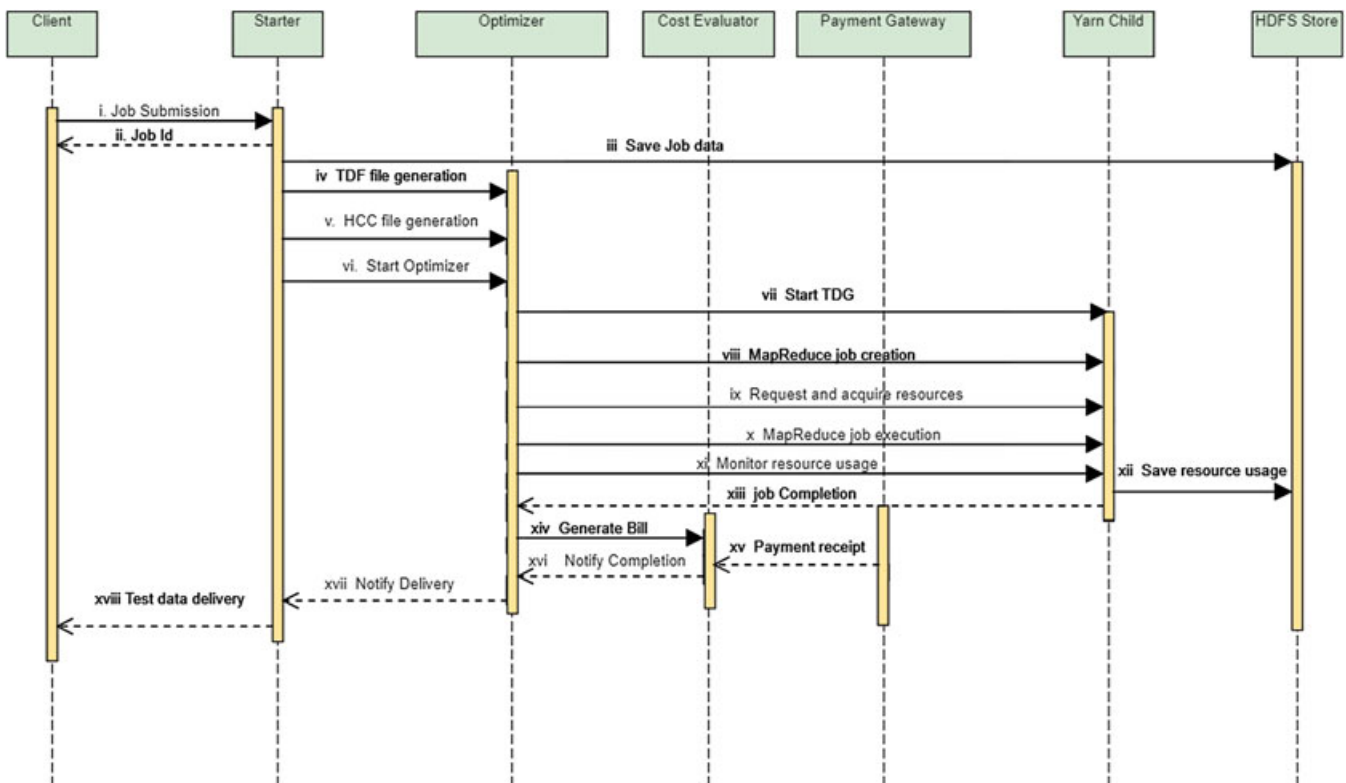 Client
Starter
Optimizer
Cost Evaluator
Payment Gateway
Yarn Child
HDFS Store
i. Job Submission
ii. Job Id
iii Save Job data
iv TDF file generation
v. HCC file generation
vi. Start Optimizer
vii Start TDG
viii MapReduce job creation
ix Request and acquire resources
x MapReduce job execution
xi Monitor resource usage
xii Save resource usage
xiii job Completion
xiv Generate Bill
xv Payment receipt
xvi Notify Completion
xvii Notify Delivery
xviii Test data delivery